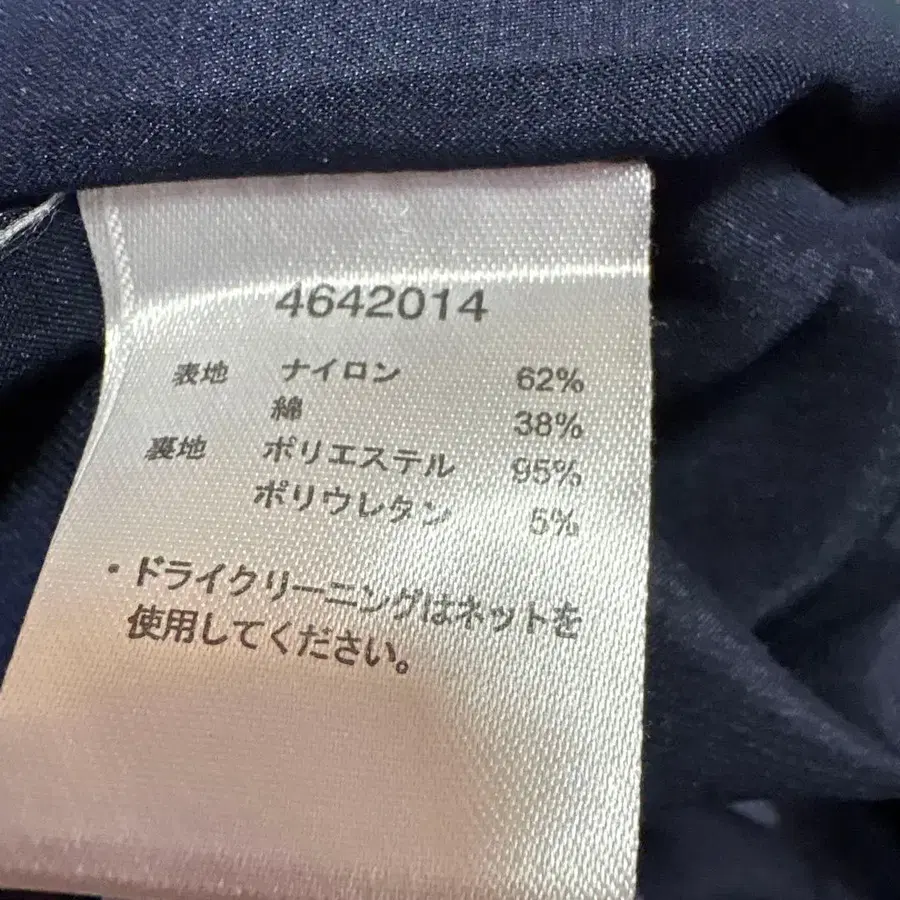 4642014
表地 ナイロン 62%
綿 38%
裏地 ポリエステル 95%
ポリウレタン 5%
・ドライクリーニングはネットを
使用してください。